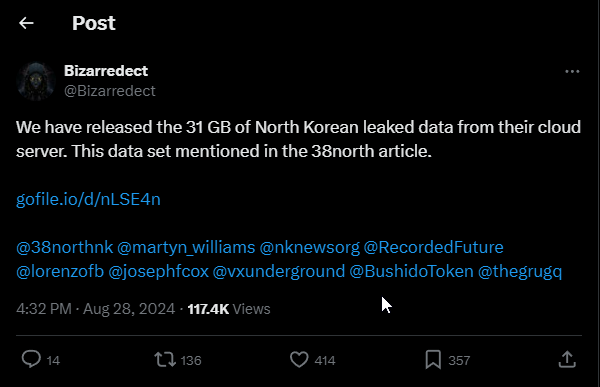 Post
Bizarredect
@Bizarredect
We have released the 31 GB of North Korean leaked data from their cloud
server. This data set mentioned in the 38north article.
gofile.io/d/nLSE4n
@38northnk @martyn_williams @nknewsorg @RecordedFuture
@lorenzofb @josephfcox @vxunderground @BushidoToken @thegrugq
4:32 PM · Aug 28, 2024 · 117.4K Views
14 136 414 357